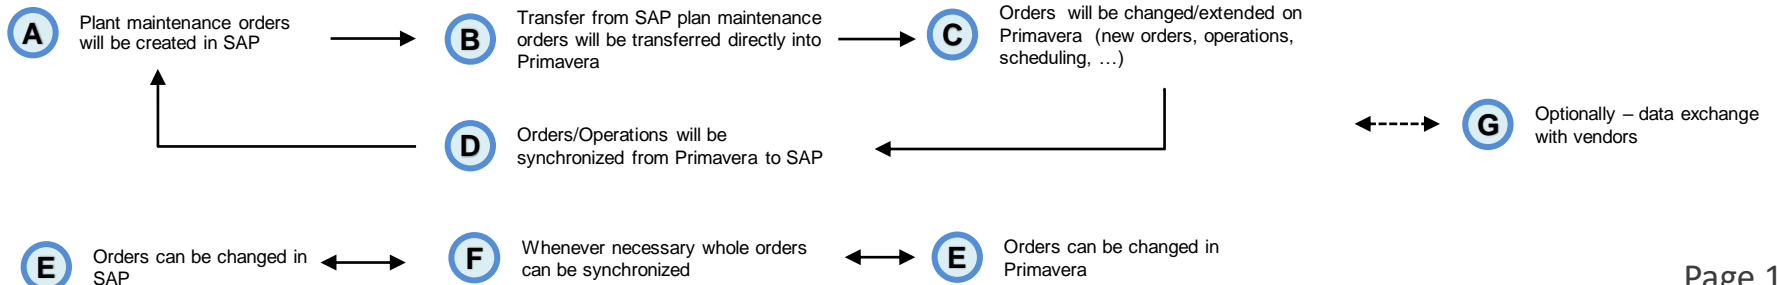 A
Plant maintenance orders
will be created in SAP
B
Transfer from SAP plan maintenance
orders will be transferred directly into
Primavera
C
Orders will be changed/extended on
Primavera (new orders, operations,
scheduling, …)
D
Orders/Operations will be
synchronized from Primavera to SAP
G
Optionally – data exchange
with vendors
E
Orders can be changed in
SAP
F
Whenever necessary whole orders
can be synchronized
E
Orders can be changed in
Primavera
Page 1